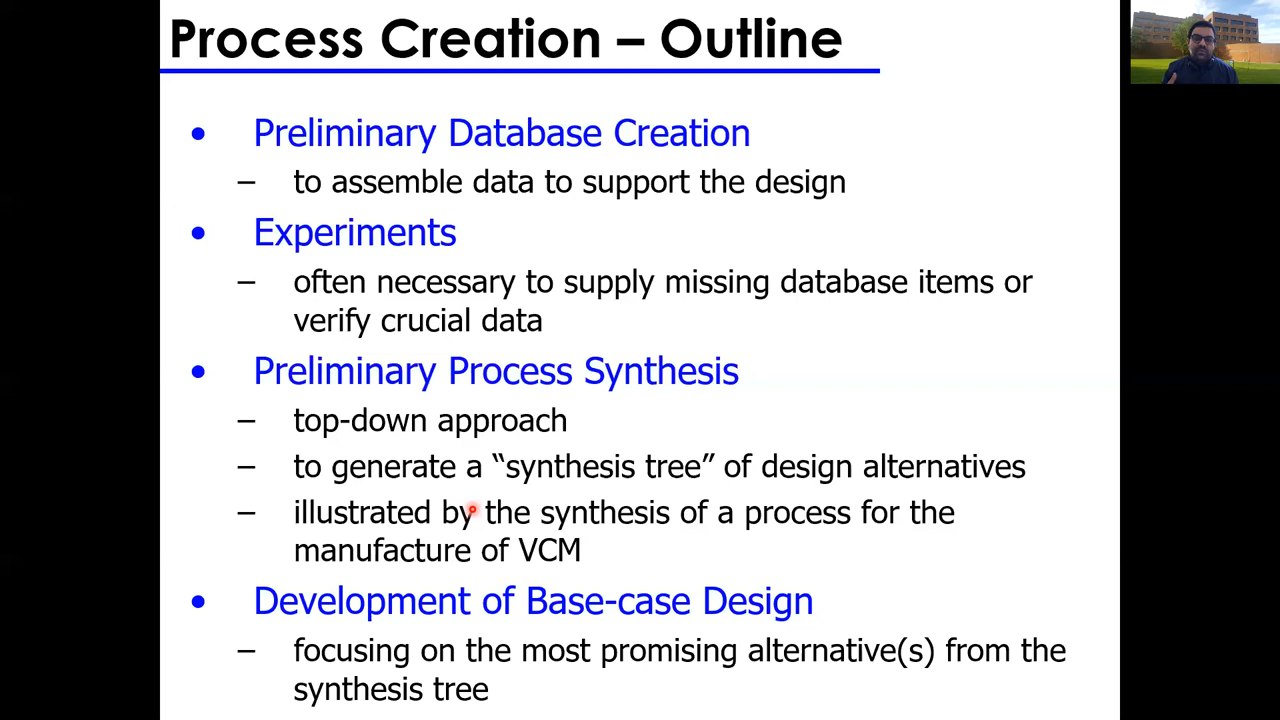 Process Creation – Outline
• Preliminary Database Creation
– to assemble data to support the design
• Experiments
– often necessary to supply missing database items or
verify crucial data
• Preliminary Process Synthesis
– top-down approach
– to generate a “synthesis tree” of design alternatives
– illustrated by the synthesis of a process for the
manufacture of VCM
• Development of Base-case Design
– focusing on the most promising alternative(s) from the
synthesis tree